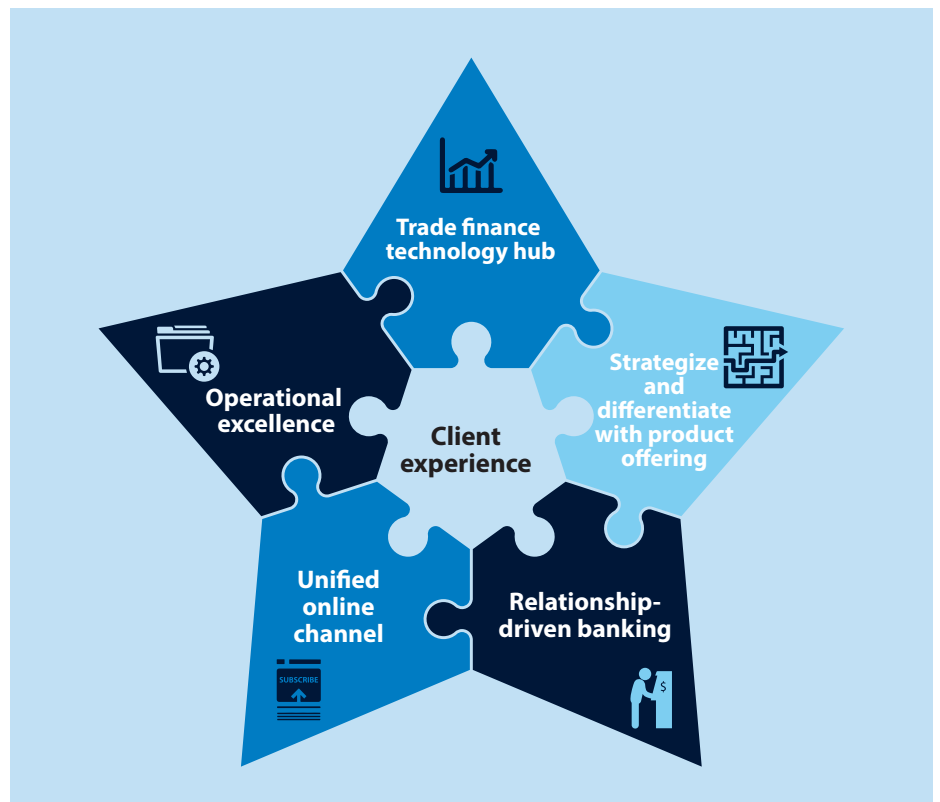 Trade finance
technology hub
Strategize
and
differentiate
with product
offering
Operational
excellence
Client
experience
Unified
online
channel
SUBSCRIBE
Relationship-
driven banking
$